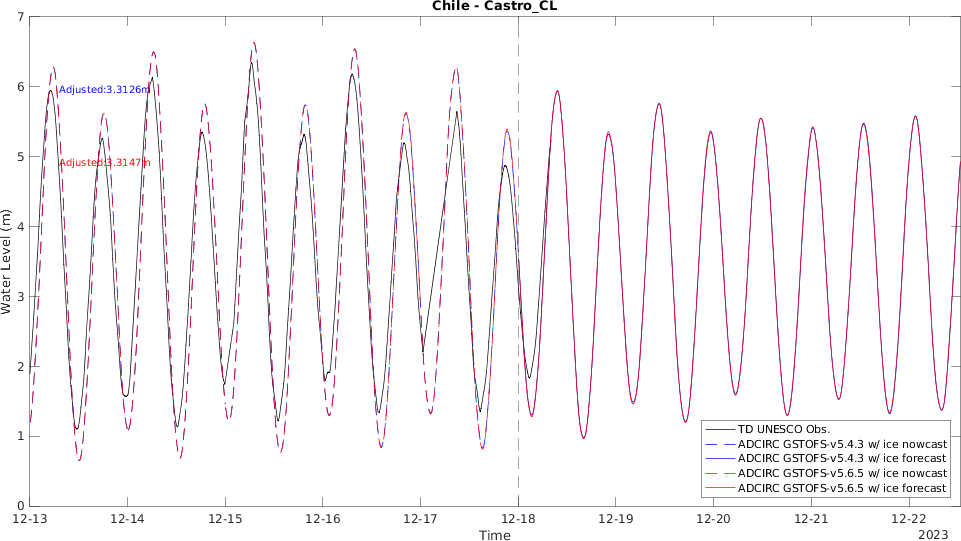 Chile - Castro_CL
7
6
5
4
3
2
1
0
Water Level (m)
Adjusted:3.3126m
Adjusted:3.3147m
TD UNESCO Obs.
ADCIRC GSTOFS-v5.4.3 w/ ice nowcast
ADCIRC GSTOFS-v5.4.3 w/ ice forecast
ADCIRC GSTOFS-v5.6.5 w/ ice nowcast
ADCIRC GSTOFS-v5.6.5 w/ ice forecast
12-13 12-14 12-15 12-16 12-17 12-18 12-19 12-20 12-21 12-22
Time
2023